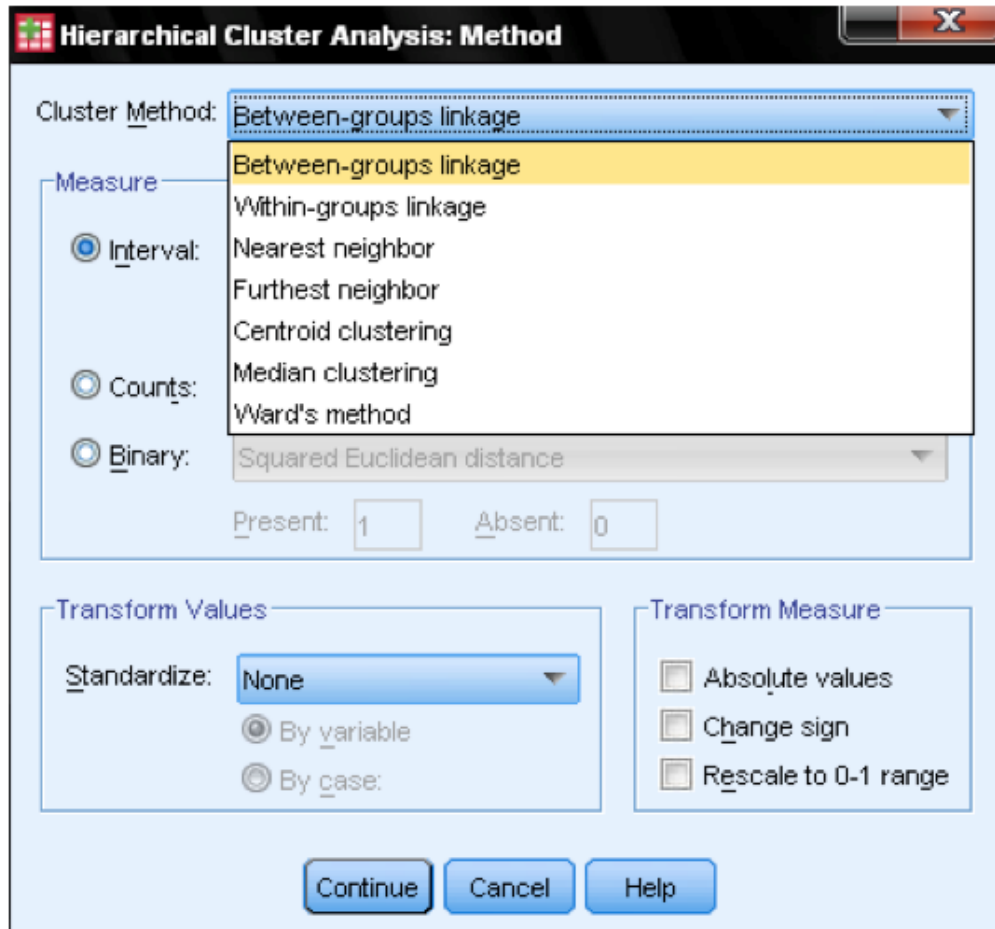 Hierarchical Cluster Analysis: Method
Cluster Method: Between-groups linkage
Between-groups linkage
Measure
Within-groups linkage
Interval: Nearest neighbor
Furthest neighbor
Centroid clustering
Counts: Median clustering
Ward's method
Binary: Squared Euclidean distance
Present: 1 Absent: 0
Transform Values
Standardize: None
By variable
By case:
Transform Measure
Absolute values
Change sign
Rescale to 0-1 range
Continue Cancel Help